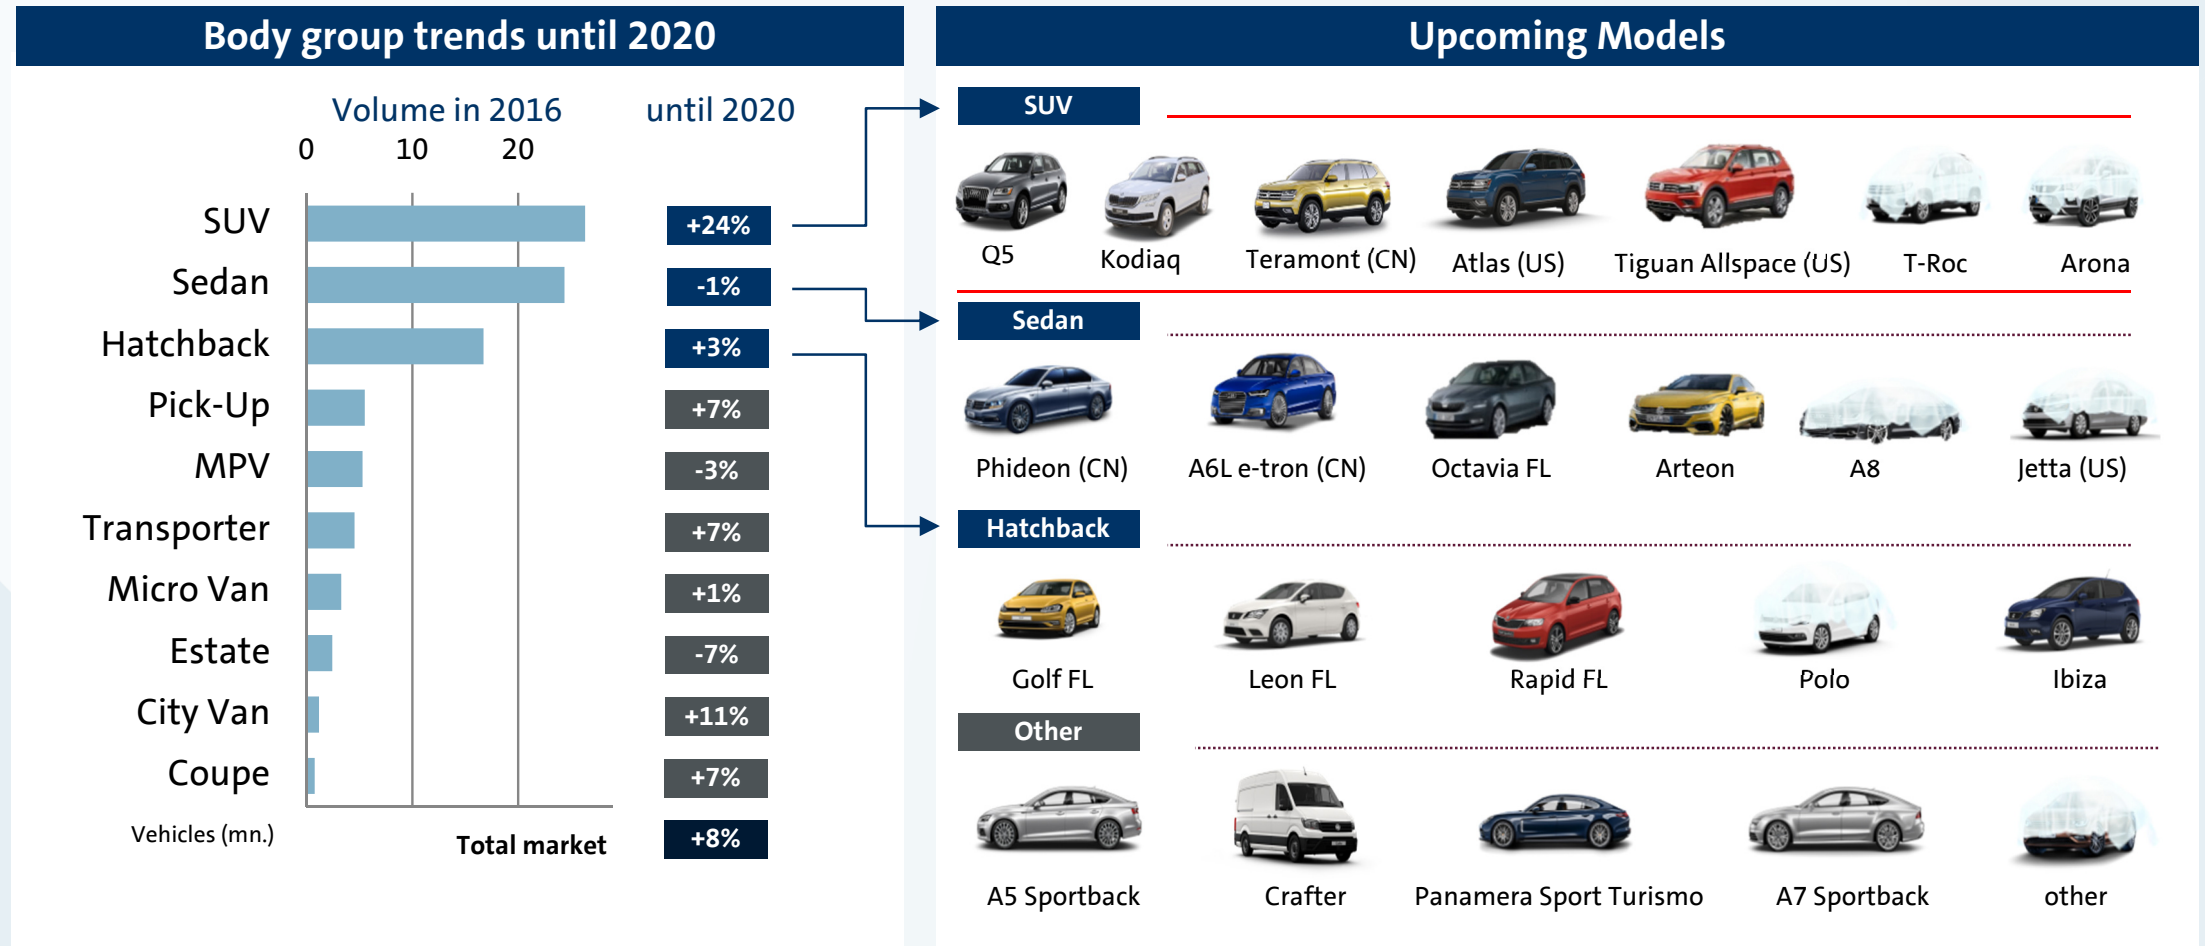 Body group trends until 2020
Volume in 2016
until 2020
0 10 20
SUV +24%
Sedan -1%
Hatchback +3%
Pick-Up +7%
MPV -3%
Transporter +7%
Micro Van +1%
Estate -7%
City Van +11%
Coupe +7%
Vehicles (mn.) Total market +8%
Upcoming Models
SUV
Q5 Kodiaq Teramont (CN) Atlas (US) Tiguan Allspace (US) T-Roc Arona
Sedan
Phideon (CN) A6L e-tron (CN) Octavia FL Arteon A8 Jetta (US)
Hatchback
Golf FL Leon FL Rapid FL Polo Ibiza
Other
A5 Sportback Crafter Panamera Sport Turismo A7 Sportback other